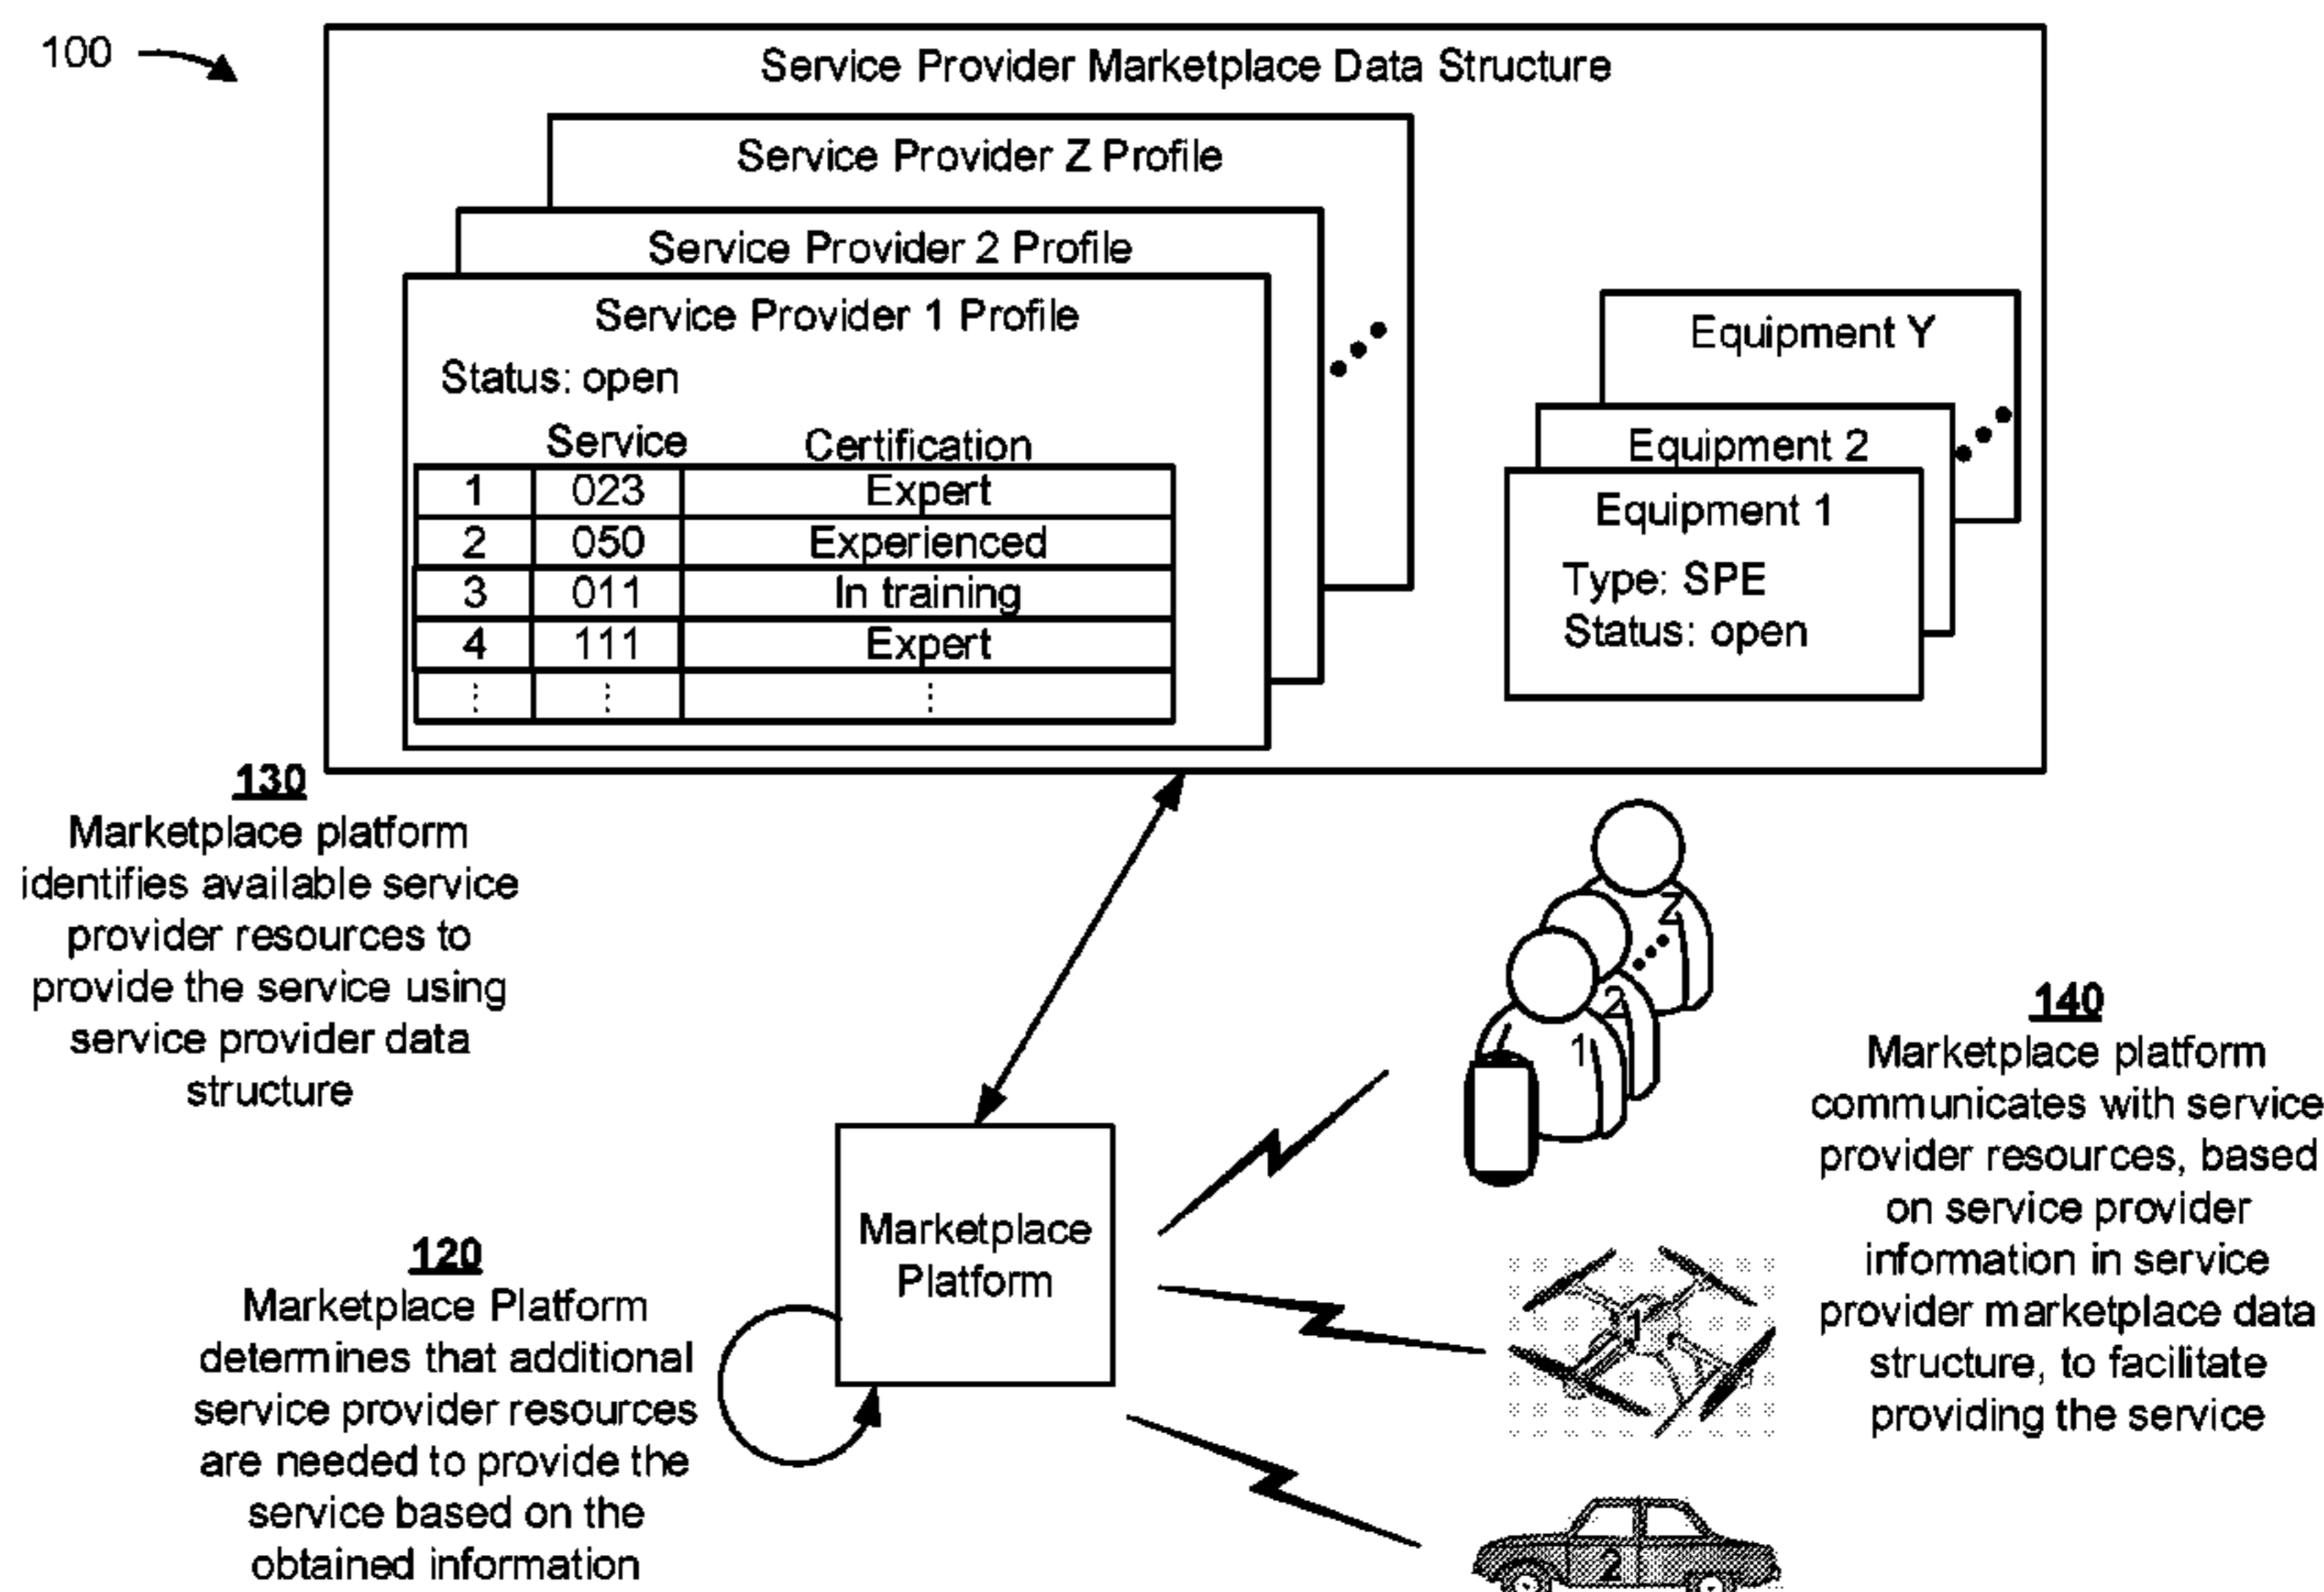 100
Service Provider Marketplace Data Structure
Service Provider Z Profile
Service Provider 2 Profile
Service Provider 1 Profile
Status: open
Service Certification
1 023 Expert
2 050 Experienced
3 011 In training
4 111 Expert
Equipment Y
Equipment 2
Equipment 1
Type: SPE
Status: open
130
Marketplace platform
identifies available service
provider resources to
provide the service using
service provider data
structure
Z
2
1
140
Marketplace platform
communicates with service
provider resources, based
on service provider
information in service
provider marketplace data
structure, to facilitate
providing the service
Marketplace
Platform
120
Marketplace Platform
determines that additional
service provider resources
are needed to provide the
service based on the
obtained information
1
2